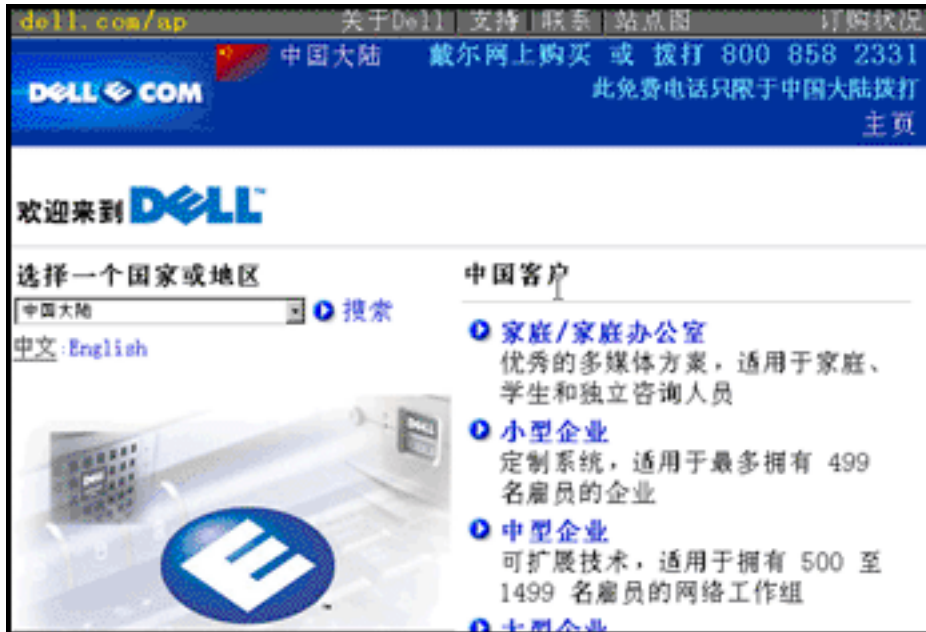 dell.com/ap 关于Dell 支持 联系 站点图 订购状况
中国大陆 戴尔网上购买 或 拨打 800 858 2331
DELL COM 此免费电话只限于中国大陆拨打
主页
欢迎来到 DELL™
选择一个国家或地区
中国大陆 搜索
中文 English
DELL
中国客户
家庭/家庭办公室
优秀的多媒体方案，适用于家庭、
学生和独立咨询人员
小型企业
定制系统，适用于最多拥有 499
名雇员的企业
中型企业
可扩展技术，适用于拥有 500 至
1499 名雇员的网络工作组
大型企业